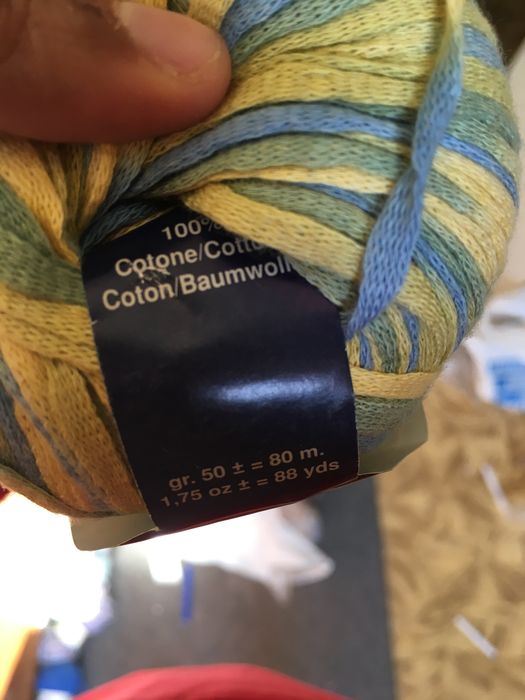 100%
Cotone/Cotto
Coton/Baumwoll
gr. 50 ± = 80 m.
1,75 oz ± = 88 yds